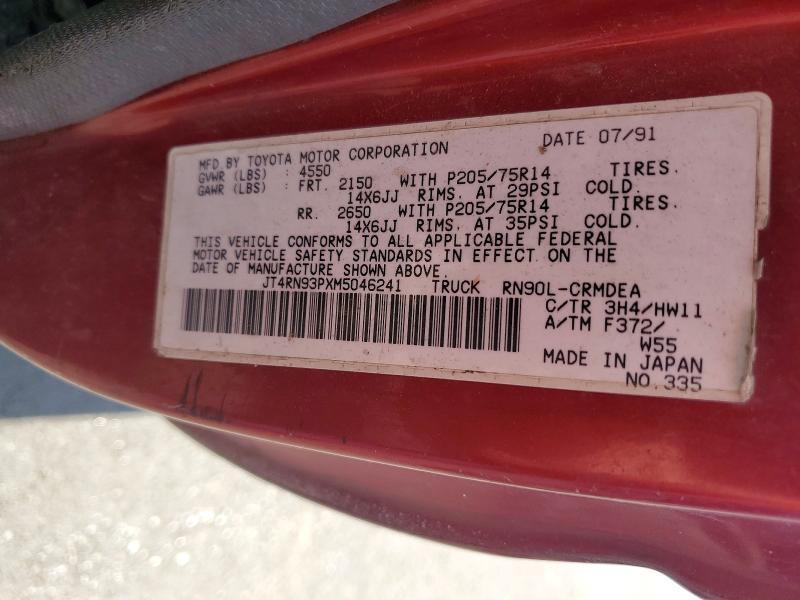 MFD BY TOYOTA MOTOR CORPORATION DATE 07/91
GVWR (LBS) : 4550
GAWR (LBS) : FRT. 2150 WITH P205/75R14 TIRES.
14X6JJ RIMS. AT 29PSI COLD.
RR. 2650 WITH P205/75R14 TIRES.
14X6JJ RIMS. AT 35PSI COLD.
THIS VEHICLE CONFORMS TO ALL APPLICABLE FEDERAL
MOTOR VEHICLE SAFETY STANDARDS IN EFFECT ON THE
DATE OF MANUFACTURE SHOWN ABOVE.
JT4RN93PXM5046241 TRUCK RN90L-CRMDEA
C/TR 3H4/HW11
A/TM F372/
W55
MADE IN JAPAN
NO.335